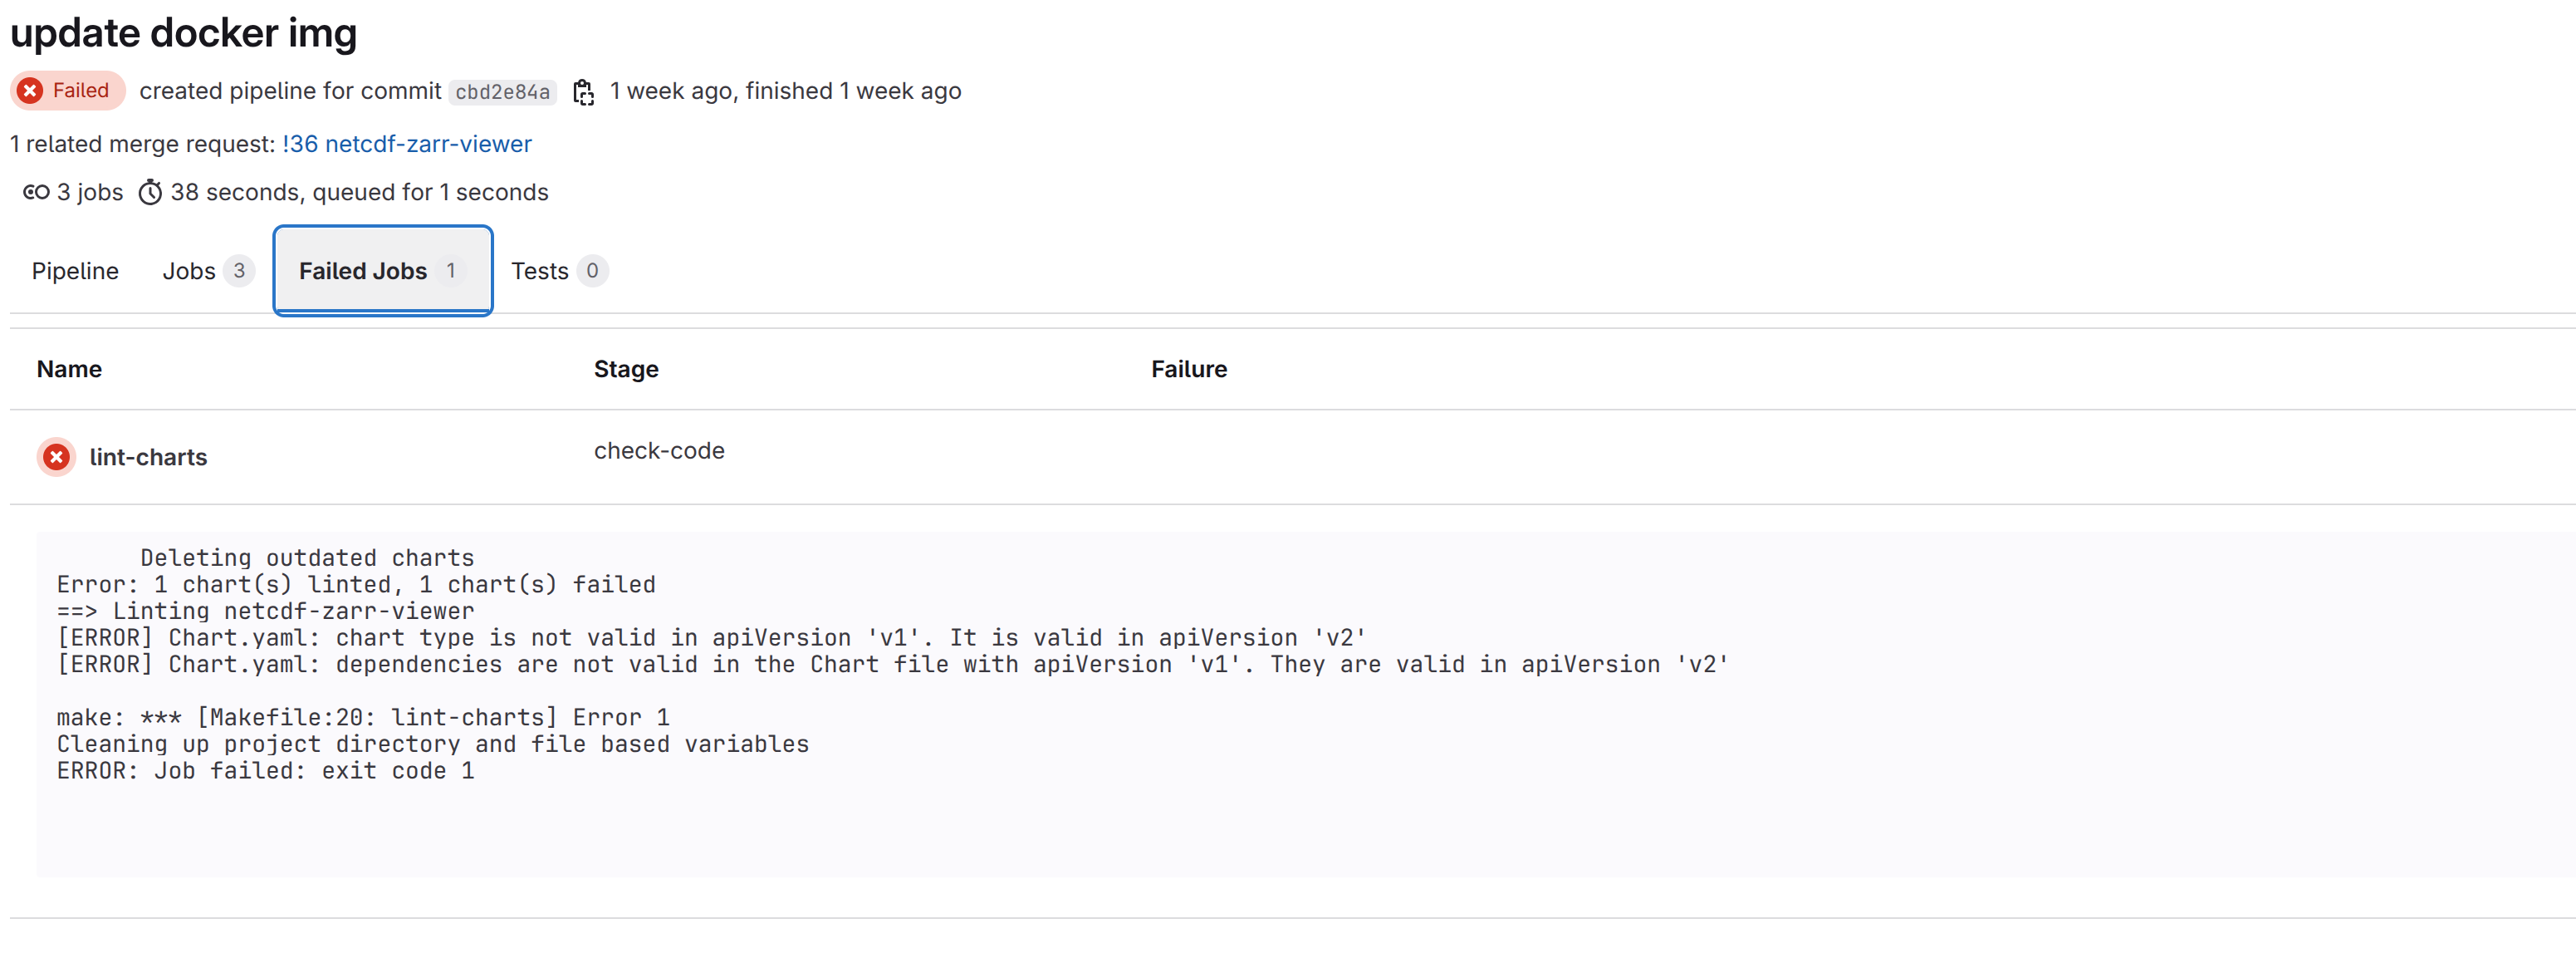 update docker img
Failed created pipeline for commit cbd2e84a 1 week ago, finished 1 week ago
1 related merge request: !36 netcdf-zarr-viewer
3 jobs 38 seconds, queued for 1 seconds
Pipeline Jobs 3 Failed Jobs 1 Tests 0
Name Stage Failure
lint-charts check-code
Deleting outdated charts
Error: 1 chart(s) linted, 1 chart(s) failed
==> Linting netcdf-zarr-viewer
[ERROR] Chart.yaml: chart type is not valid in apiVersion 'v1'. It is valid in apiVersion 'v2'
[ERROR] Chart.yaml: dependencies are not valid in the Chart file with apiVersion 'v1'. They are valid in apiVersion 'v2'
make: *** [Makefile:20: lint-charts] Error 1
Cleaning up project directory and file based variables
ERROR: Job failed: exit code 1